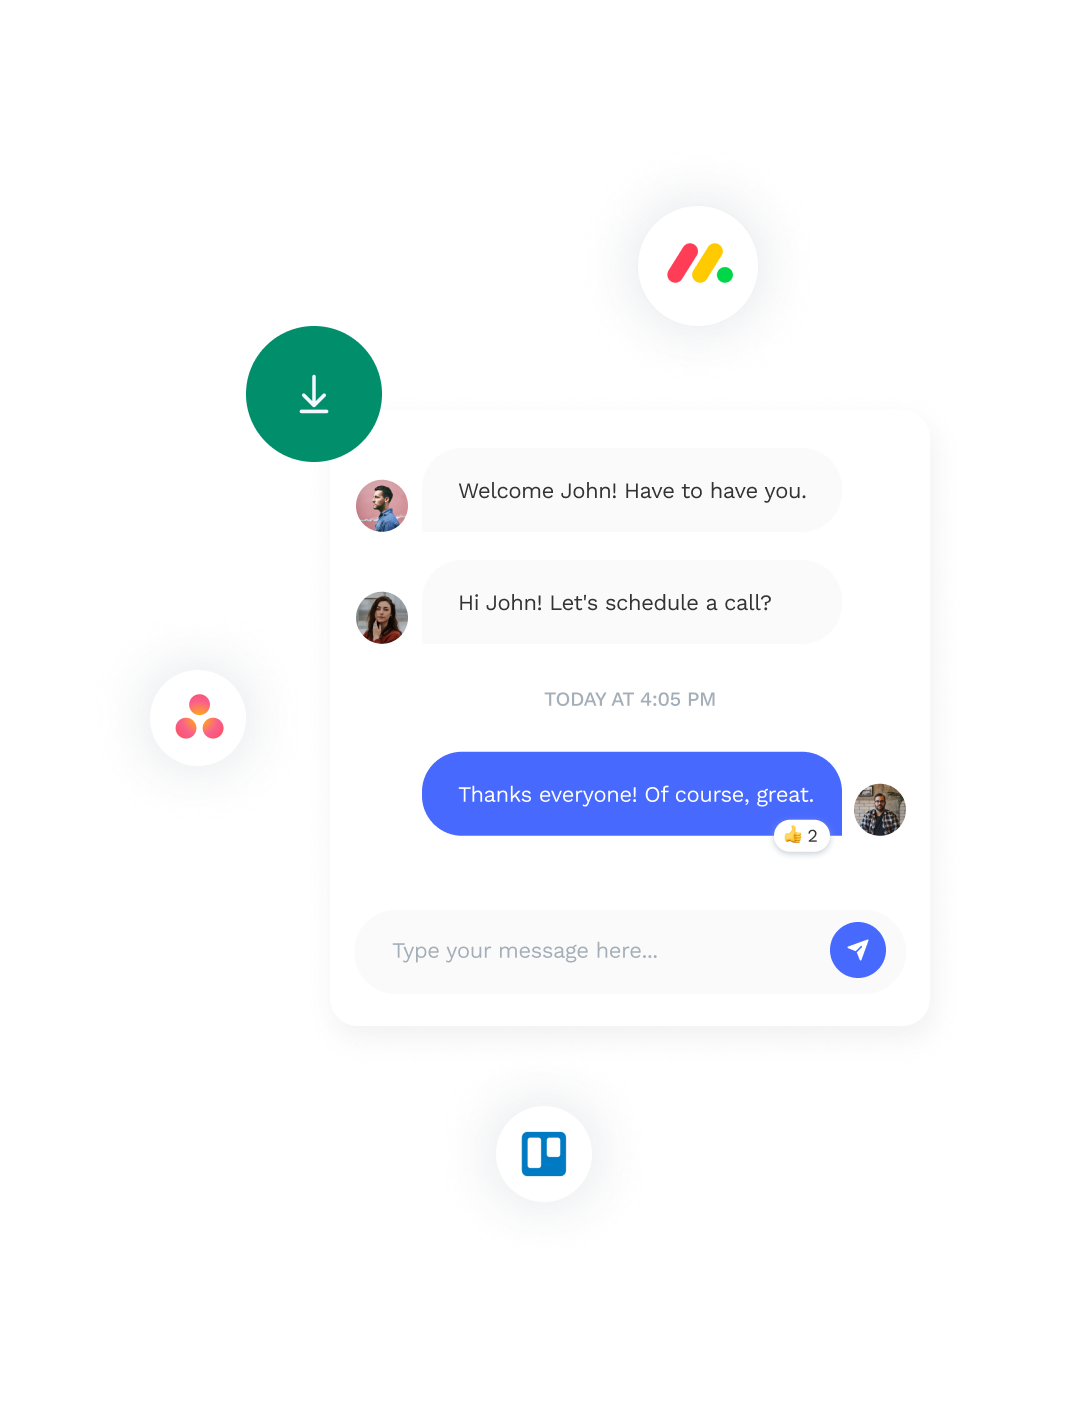 Welcome John! Have to have you.
Hi John! Let's schedule a call?
TODAY AT 4:05 PM
Thanks everyone! Of course, great.
👍 2
Type your message here...